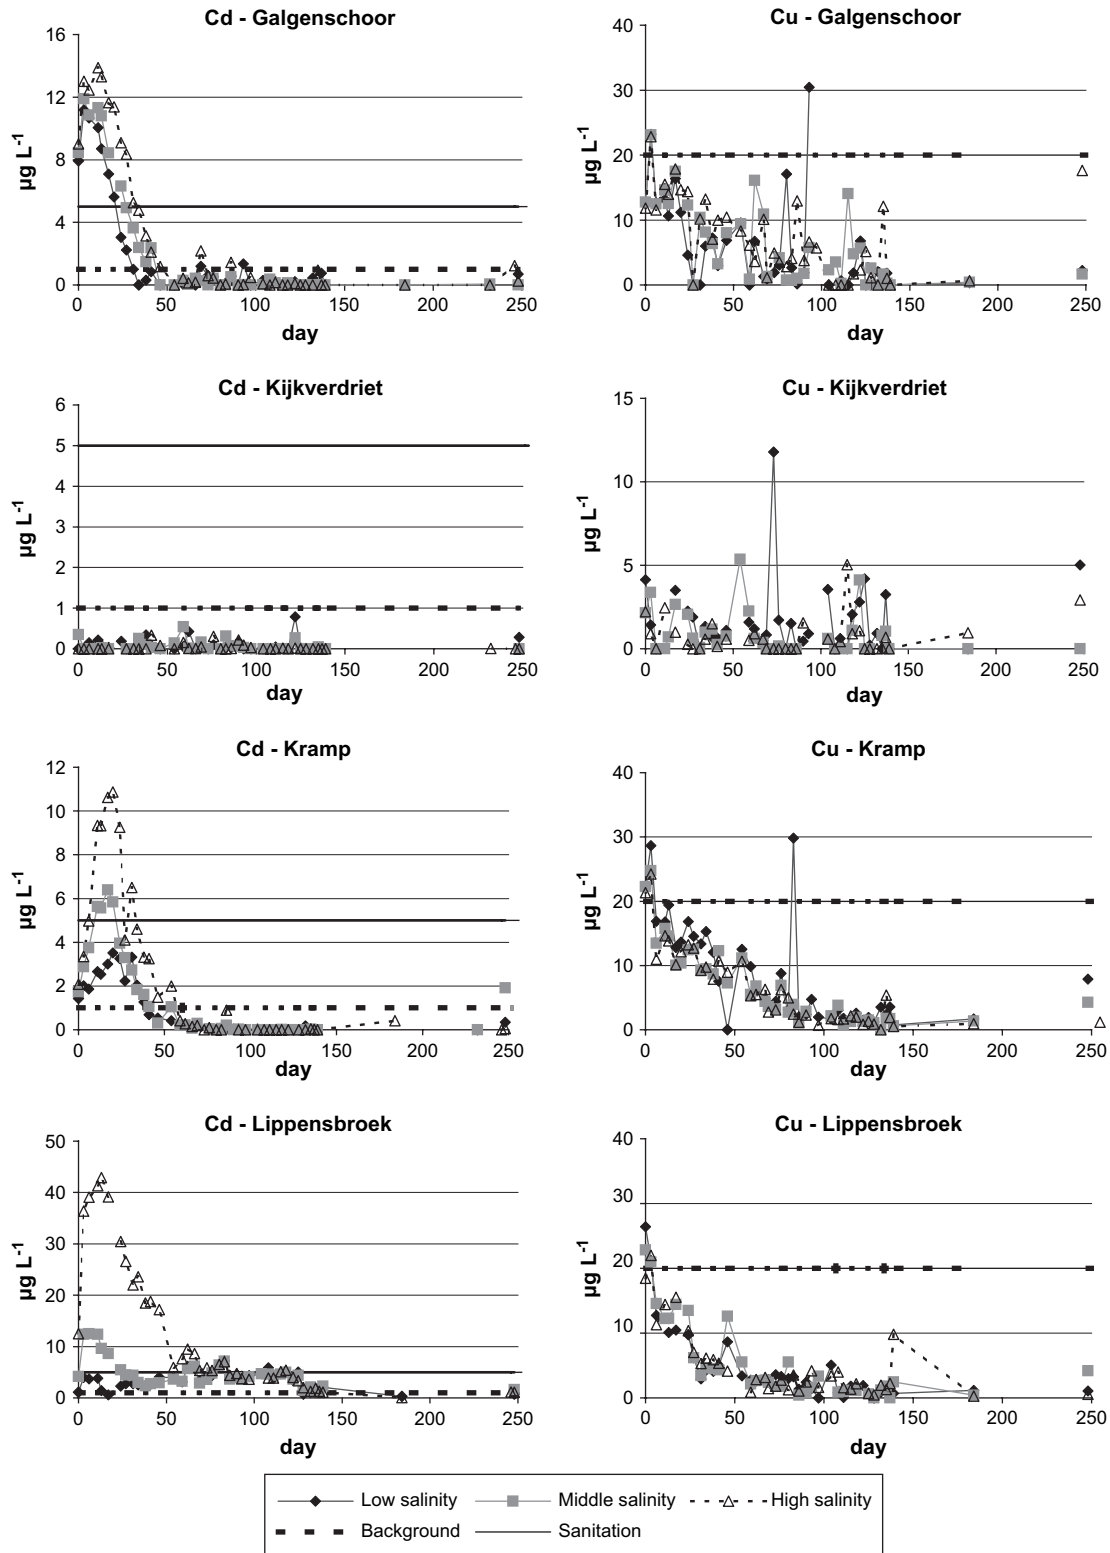 Cd - Galgenschoor
µg L-1
16
12
8
4
0
0 50 100 150 200 250
day
Cu - Galgenschoor
µg L-1
40
30
20
10
0
0 50 100 150 200 250
day
Cd - Kijkverdriet
µg L-1
6
5
4
3
2
1
0
0 50 100 150 200 250
day
Cu - Kijkverdriet
µg L-1
15
10
5
0
0 50 100 150 200 250
day
Cd - Kramp
µg L-1
12
10
8
6
4
2
0
0 50 100 150 200 250
day
Cu - Kramp
µg L-1
40
30
20
10
0
0 50 100 150 200 250
day
Cd - Lippensbroek
µg L-1
50
40
30
20
10
0
0 50 100 150 200 250
day
Cu - Lippensbroek
µg L-1
40
30
20
10
0
0 50 100 150 200 250
day
Low salinity Middle salinity High salinity
Background Sanitation